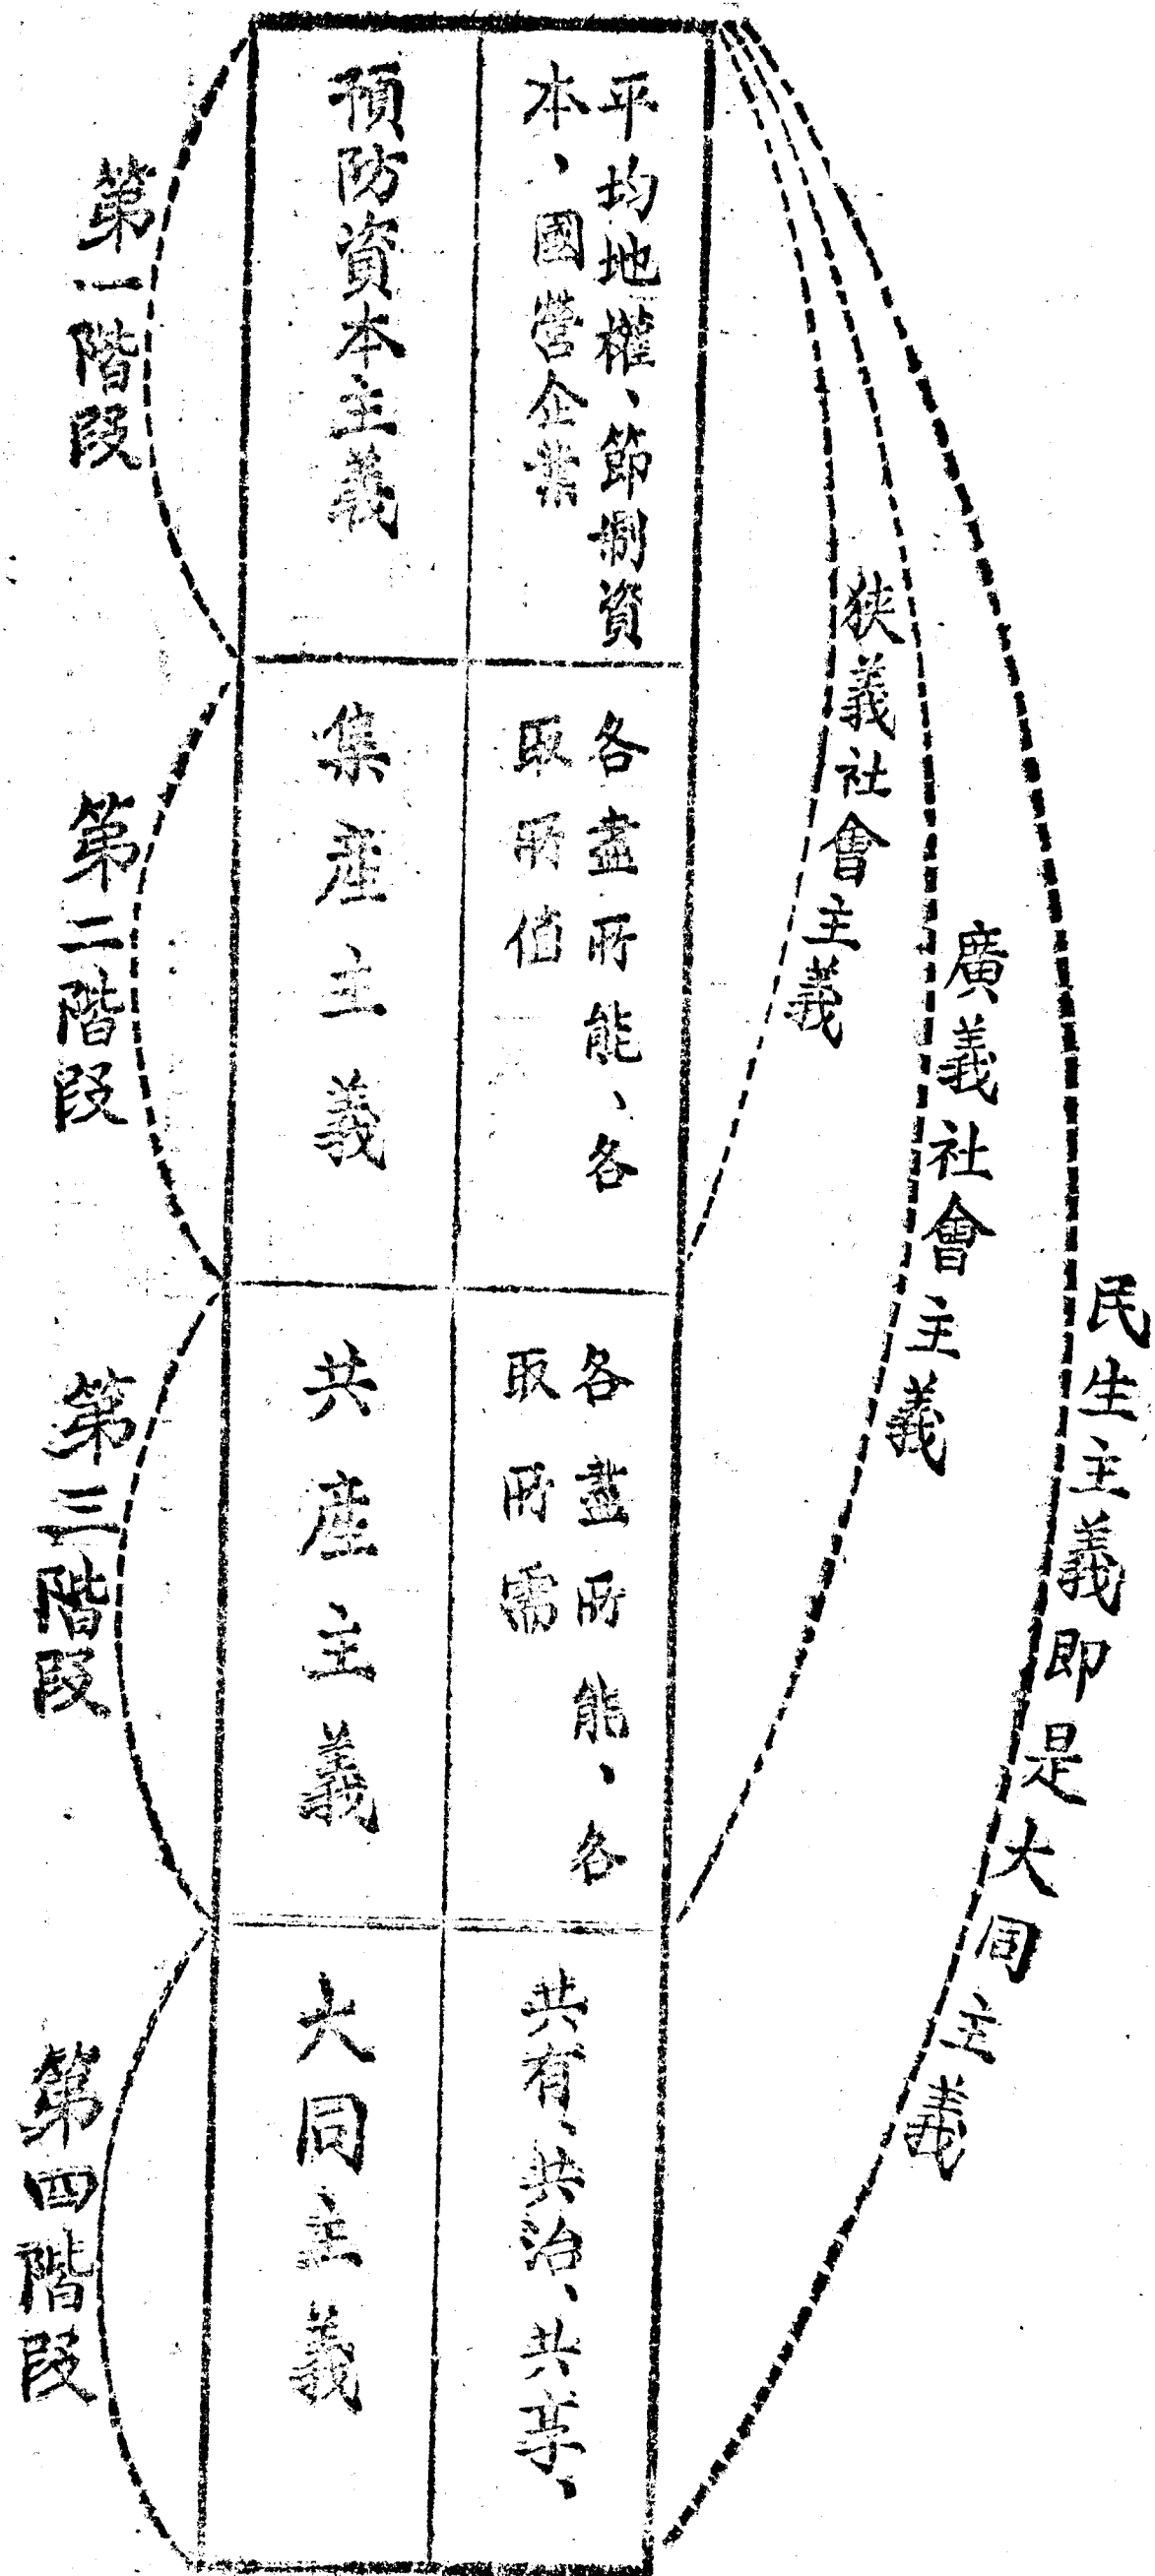 民生主義即是大同主義
廣義社會主義
狹義社會主義
平均地權、節制資
本、國營企業
預防資本主義
第一階段
各盡所能、各
取所值
集產主義
第二階段
各盡所能、各
取所需
共產主義
第三階段
共有、共治、共享、
大同主義
第四階段